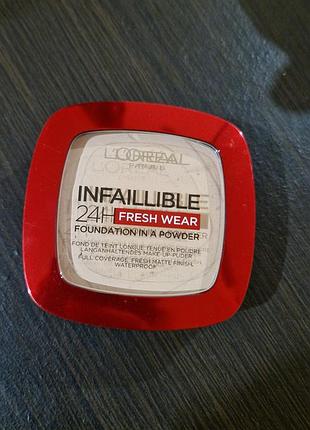 L'ORÉAL
PARIS
INFAILLIBLE
24H FRESH WEAR
FOUNDATION IN A POWDER
FOND DE TEINT LONGUE TENUE EN POUDRE
LANGANHALTENDES MAKE-UP-PUDER
FULL COVERAGE, FRESH MATTE FINISH,
WATERPROOF